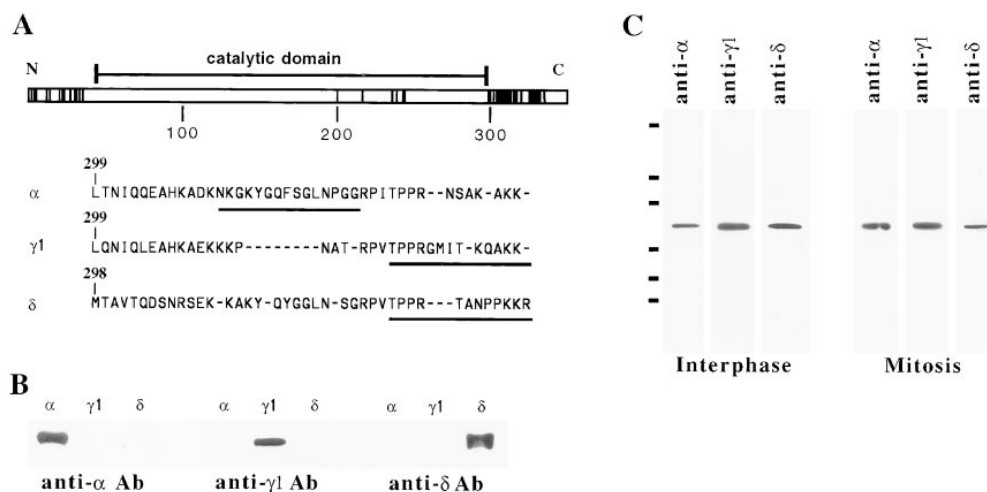 A
catalytic domain
N C
100 200 300
299
α LTNIQQEAHKADKNKGKYGQFSGLNPGGRPITPPR--NSAK-AKK-
299
γ1 LQNIQLEAHKAEKKKP--------NAT-RPVTPPRGMIT-KQAKK-
298
δ MTAVTQDSNRSEK-KAKY-QYGGLN-SGRPVTPPR---TANPPKKR
B
α γ1 δ α γ1 δ α γ1 δ
anti-α Ab anti-γ1 Ab anti-δ Ab
C
anti-α anti-γ1 anti-δ anti-α anti-γ1 anti-δ
Interphase Mitosis